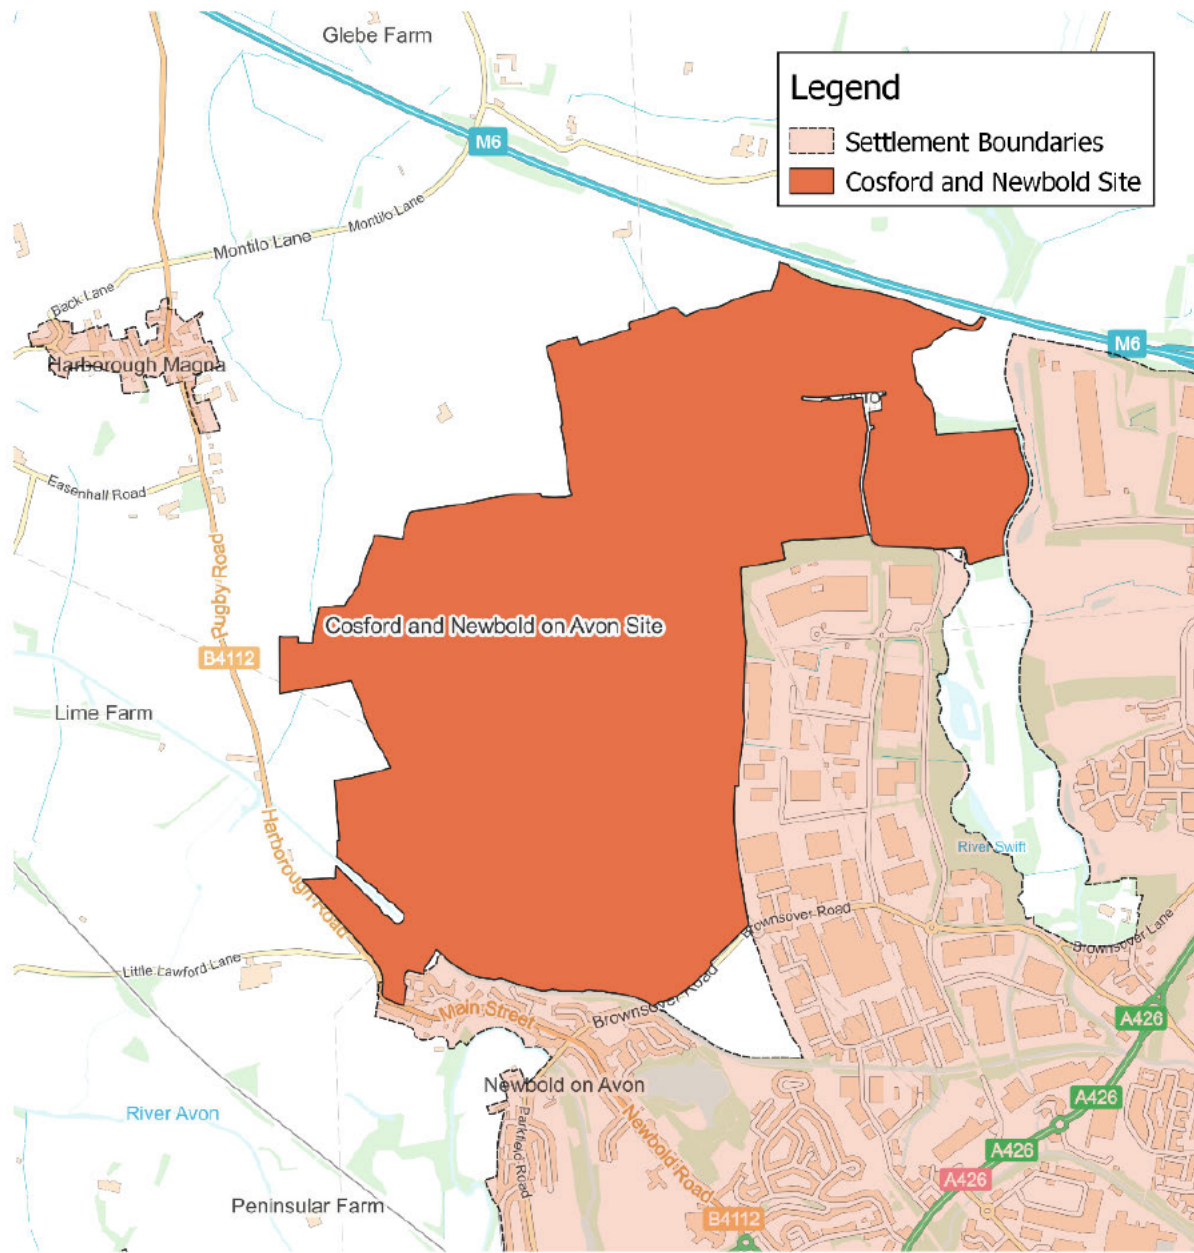 Glebe Farm
Legend
Settlement Boundaries
Cosford and Newbold Site
M6
Montilo Lane
Montilo Lane
Back Lane
M6
Harborough Magna
Easenhall Road
Rugby Road
Cosford and Newbold on Avon Site
B4112
Lime Farm
Harborough Road
River Swift
Brownsover Road
Brownsover Lane
Little Lawford Lane
Main Street
Brownsover Road
A426
Newbold on Avon
A426
River Avon
Parkfield Road
Newbold Road
A426
A426
Peninsular Farm
B4112